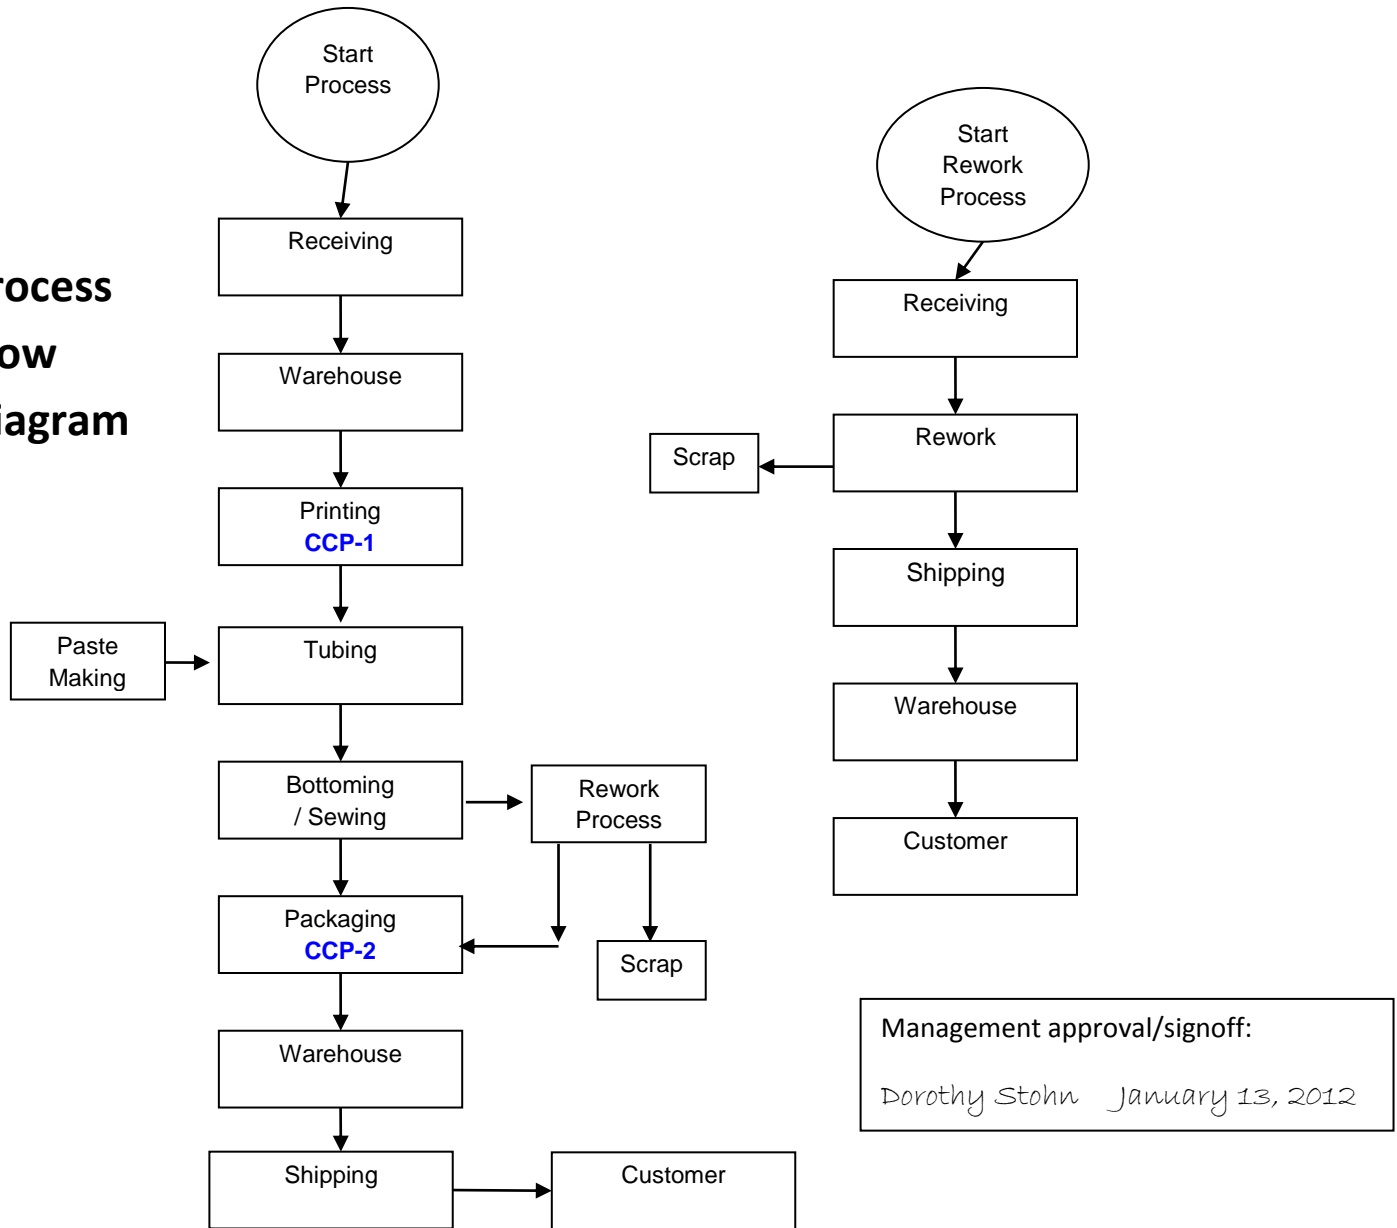 Start
Process
Receiving
Warehouse
Printing
CCP-1
Paste
Making
Tubing
Bottoming
/ Sewing
Rework
Process
Packaging
CCP-2
Scrap
Warehouse
Shipping
Customer
rocess
ow
iagram
Start
Rework
Process
Receiving
Rework
Scrap
Shipping
Warehouse
Customer
Management approval/signoff:
Dorothy Stohn January 13, 2012